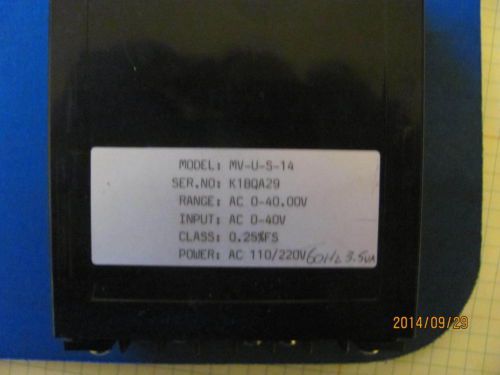 MODEL: MV-U-S-14
SER.NO: K18QA29
RANGE: AC 0-40.00V
INPUT: AC 0-40V
CLASS: 0.25%FS
POWER: AC 110/220V 60Hz 3.5VA
2014/09/29